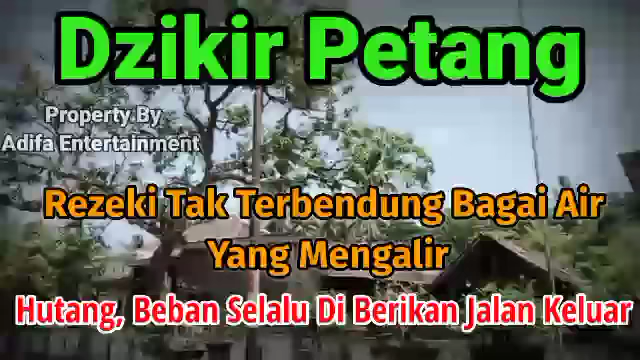 Dzikir Petang
Property By
Adifa Entertainment
Rezeki Tak Terbendung Bagai Air
Yang Mengalir
Hutang, Beban Selalu Di Berikan Jalan Keluar